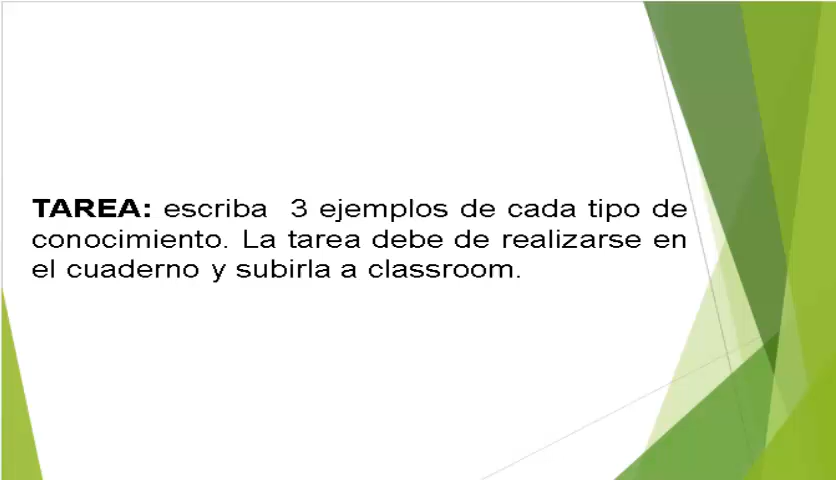 TAREA: escriba 3 ejemplos de cada tipo de
conocimiento. La tarea debe de realizarse en
el cuaderno y subirla a classroom.